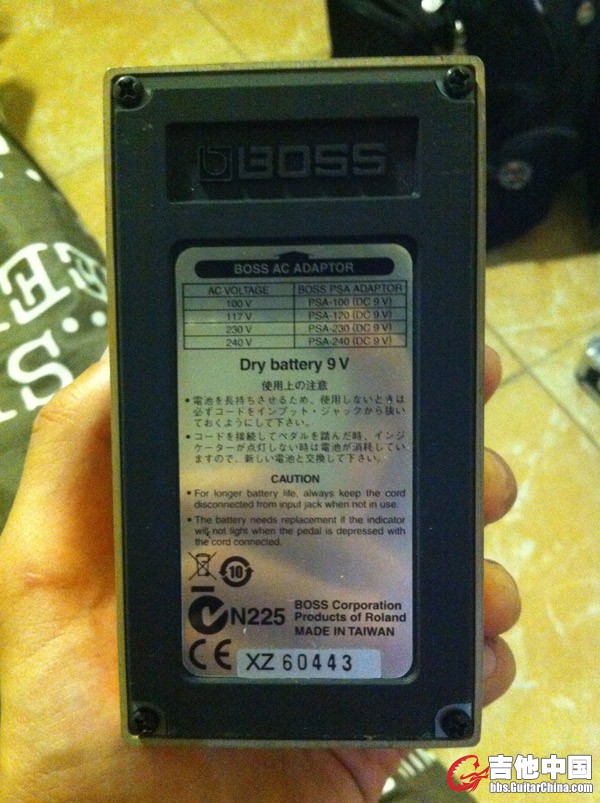 BOSS
BOSS AC ADAPTOR
AC VOLTAGE BOSS PSA ADAPTOR
100 V PSA-100 (DC 9 V)
117 V PSA-120 (DC 9 V)
230 V PSA-230 (DC 9 V)
240 V PSA-240 (DC 9 V)
Dry battery 9 V
使用上の注意
• 電池を長持ちさせるため、使用しないときは
必ずコードをインプット・ジャックから抜い
ておくようにして下さい。
• コードを接続してペダルを踏んだ時、インジ
ケーターが点灯しない時は電池が消耗してい
ますので、新しい電池と交換して下さい。
CAUTION
• For longer battery life, always keep the cord
disconnected from input jack when not in use.
• The battery needs replacement if the indicator
will not light when the pedal is depressed with
the cord connected.
10
N225
BOSS Corporation
Products of Roland
MADE IN TAIWAN
CE
XZ 60443
吉他中国
bbs.GuitarChina.com